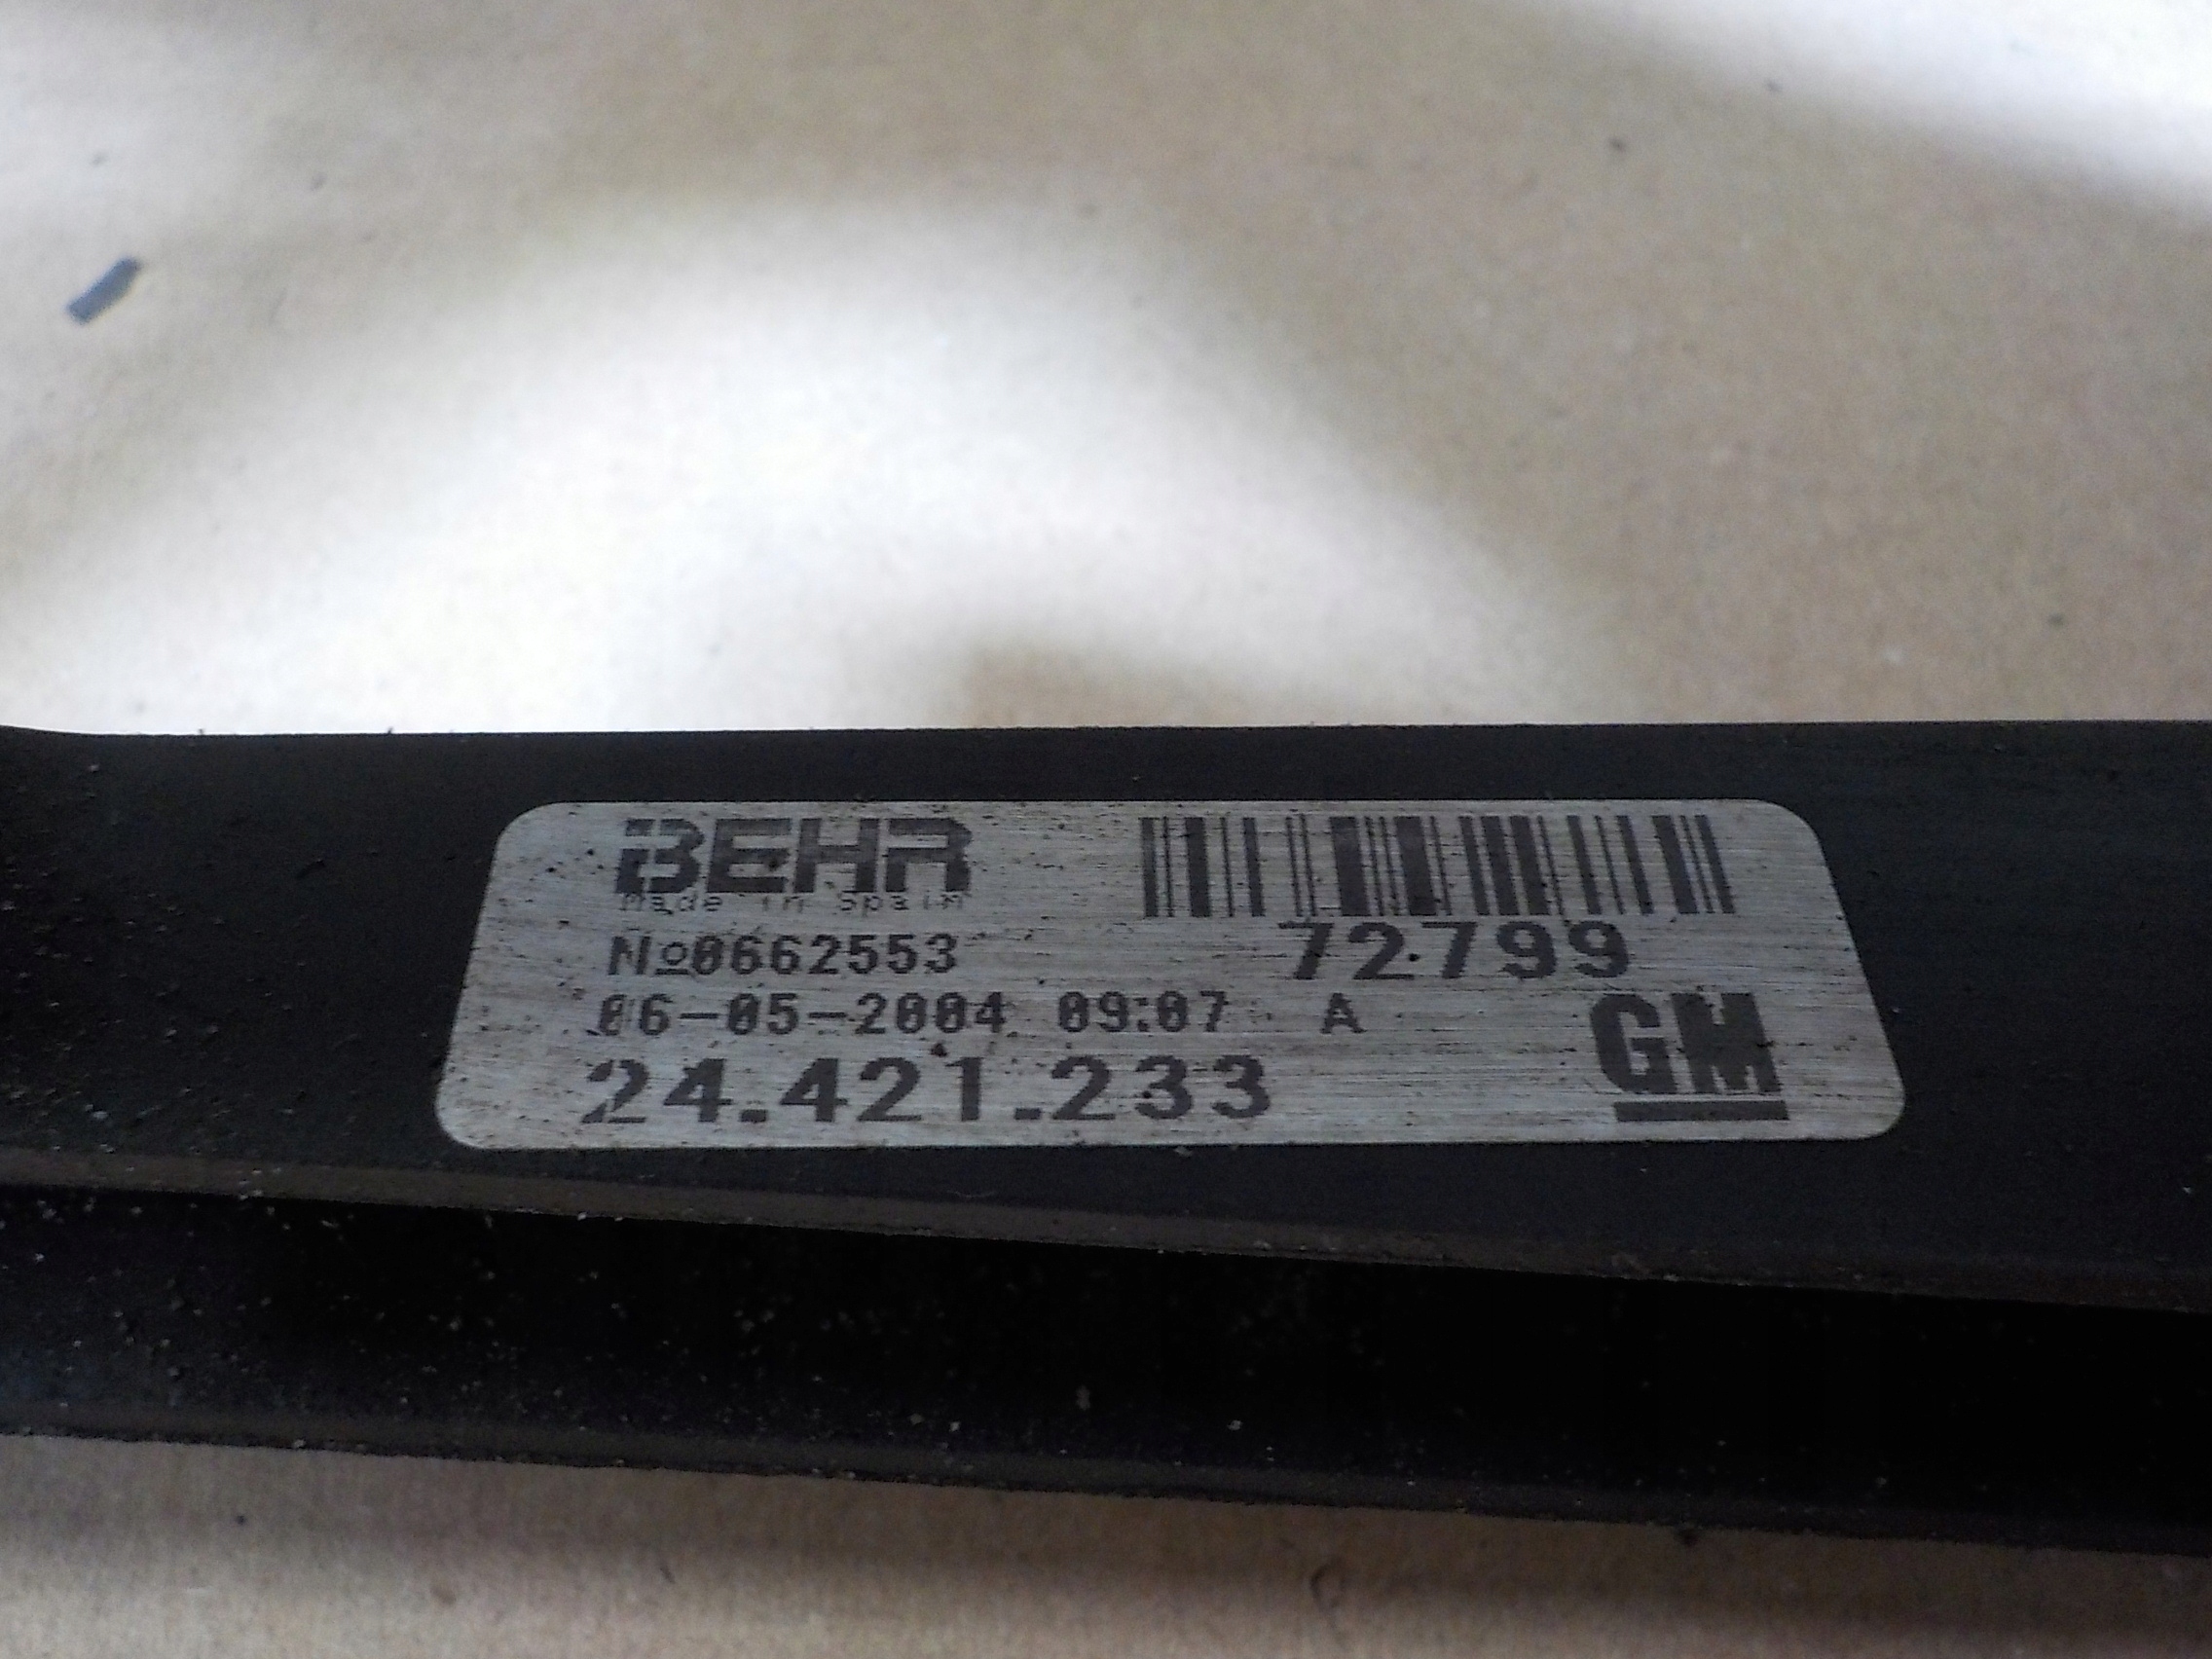 BEHR
Made in Spain
72799
Nº0662553
06-05-2004 09:07 A
24.421.233
GM